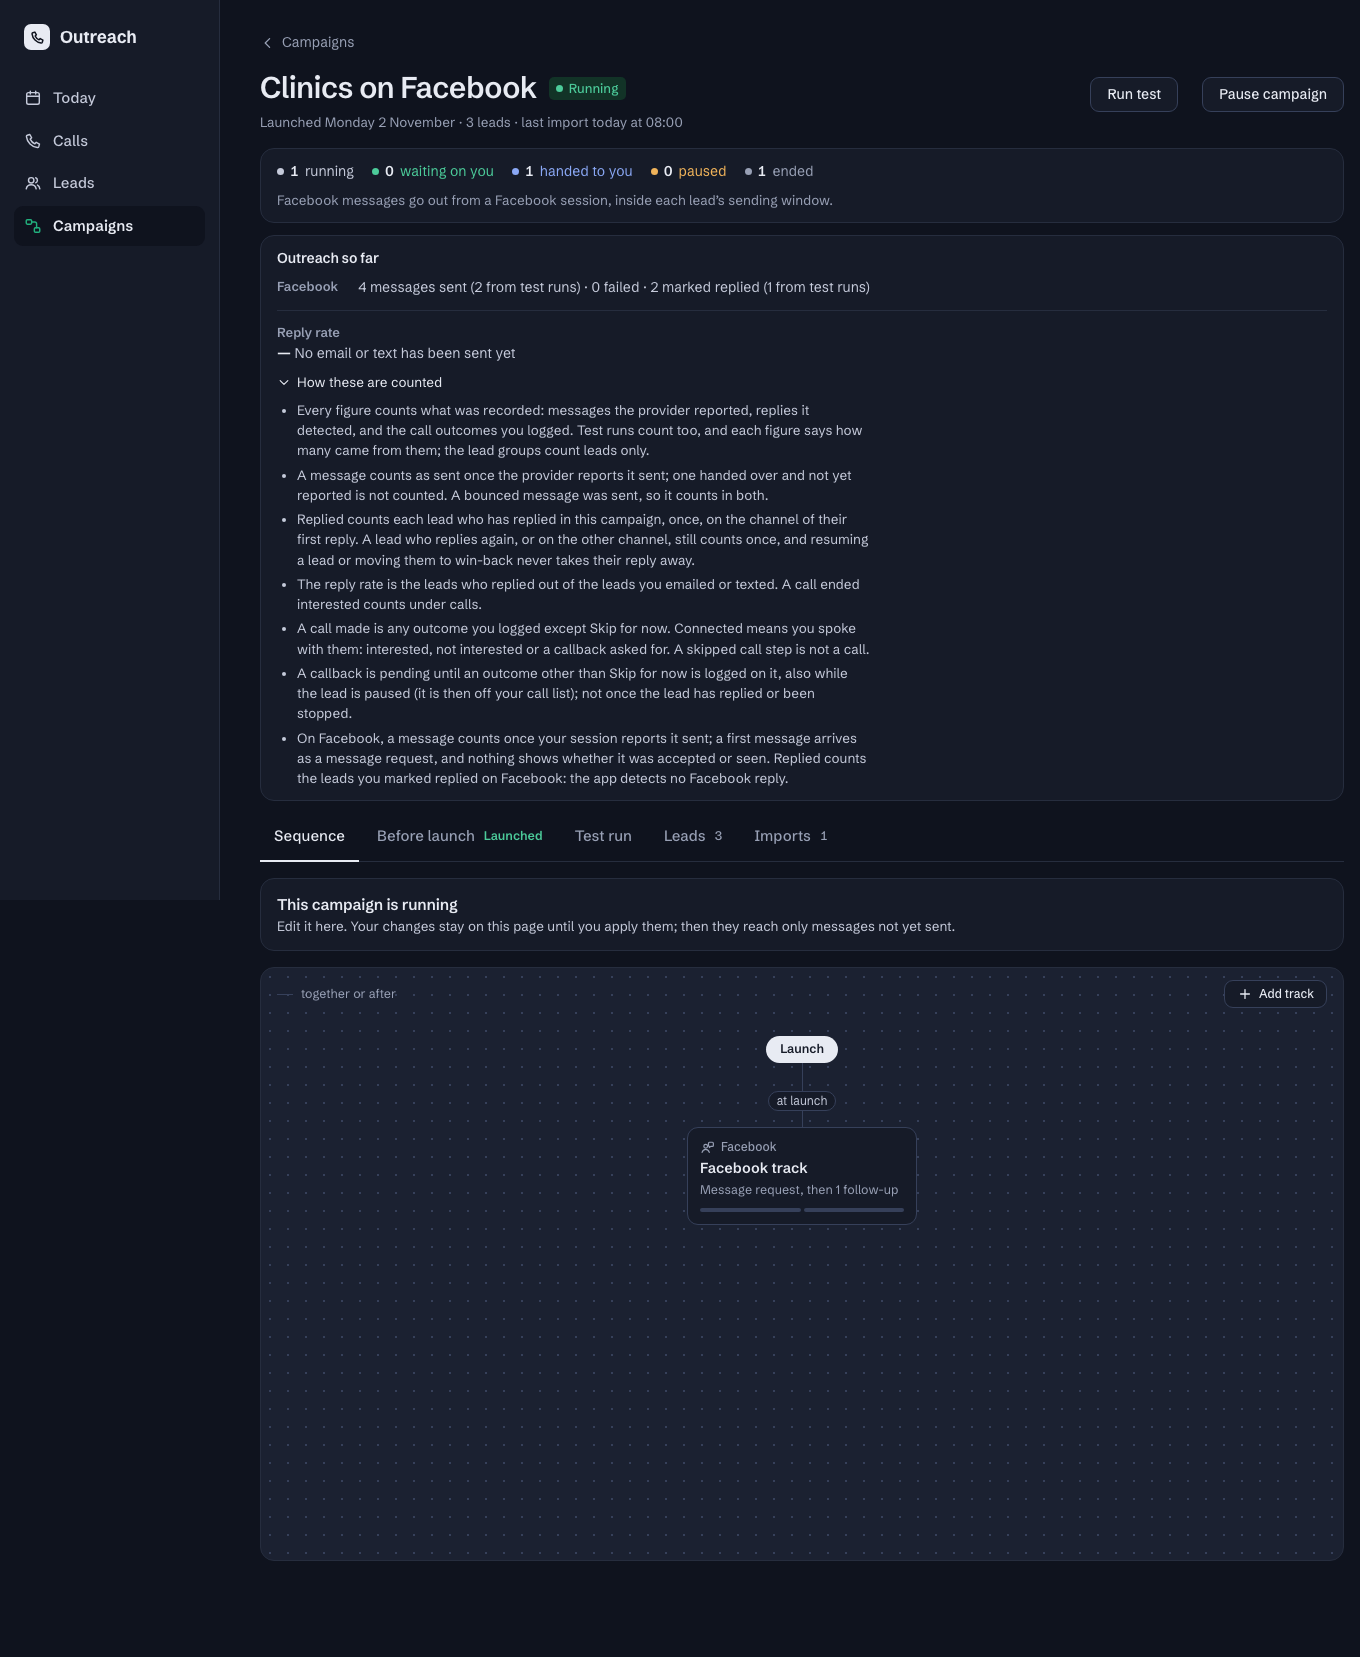 Outreach
Today
Calls
Leads
Campaigns
Campaigns
Clinics on Facebook
Running
Run test
Pause campaign
Launched Monday 2 November · 3 leads · last import today at 08:00
1 running
0 waiting on you
1 handed to you
0 paused
1 ended
Facebook messages go out from a Facebook session, inside each lead’s sending window.
Outreach so far
Facebook 4 messages sent (2 from test runs) · 0 failed · 2 marked replied (1 from test runs)
Reply rate
— No email or text has been sent yet
How these are counted
• Every figure counts what was recorded: messages the provider reported, replies it
detected, and the call outcomes you logged. Test runs count too, and each figure says how
many came from them; the lead groups count leads only.
• A message counts as sent once the provider reports it sent; one handed over and not yet
reported is not counted. A bounced message was sent, so it counts in both.
• Replied counts each lead who has replied in this campaign, once, on the channel of their
first reply. A lead who replies again, or on the other channel, still counts once, and resuming
a lead or moving them to win-back never takes their reply away.
• The reply rate is the leads who replied out of the leads you emailed or texted. A call ended
interested counts under calls.
• A call made is any outcome you logged except Skip for now. Connected means you spoke
with them: interested, not interested or a callback asked for. A skipped call step is not a call.
• A callback is pending until an outcome other than Skip for now is logged on it, also while
the lead is paused (it is then off your call list); not once the lead has replied or been
stopped.
• On Facebook, a message counts once your session reports it sent; a first message arrives
as a message request, and nothing shows whether it was accepted or seen. Replied counts
the leads you marked replied on Facebook: the app detects no Facebook reply.
Sequence
Before launch Launched
Test run
Leads 3
Imports 1
This campaign is running
Edit it here. Your changes stay on this page until you apply them; then they reach only messages not yet sent.
together or after
Add track
Launch
at launch
Facebook
Facebook track
Message request, then 1 follow-up